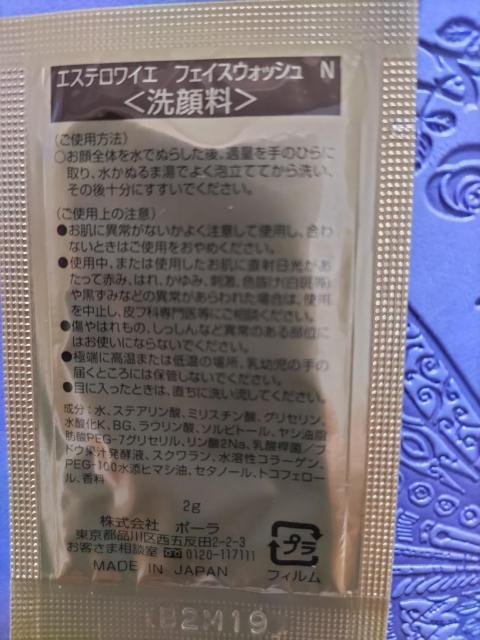 エステロワイエ フェイスウォッシュ N
＜洗顔料＞
〈ご使用方法〉
○お顔全体を水でぬらした後、適量を手のひらに
取り、水かぬるま湯でよく泡立ててから洗い、
その後十分にすすいでください。
〈ご使用上の注意〉
●お肌に異常がないかよく注意して使用し、合わ
ないときはご使用をおやめください。
●使用中、または使用したお肌に直射日光があ
たって赤み、はれ、かゆみ、刺激、色抜け(白斑等)
や黒ずみなどの異常があらわれた場合は、使用
を中止し、皮フ科専門医等にご相談ください。
●傷やはれもの、しっしんなど異常のある部位に
はお使いにならないでください。
●極端に高温または低温の場所、乳幼児の手の
届くところには保管しないでください。
●目に入ったときは、直ちに洗い流してください。
成分：水、ステアリン酸、ミリスチン酸、グリセリン、
水酸化K、BG、ラウリン酸、ソルビトール、ヤシ油脂
肪酸PEG-7グリセリル、リン酸2Na、乳酸桿菌／ブ
ドウ果汁発酵液、スクワラン、水溶性コラーゲン、
PEG-100水添ヒマシ油、セタノール、トコフェロー
ル、香料
2g
株式会社 ポーラ
東京都品川区西五反田2-2-3
お客さま相談室 0120-117111
MADE IN JAPAN
プラ
フィルム
B2M19